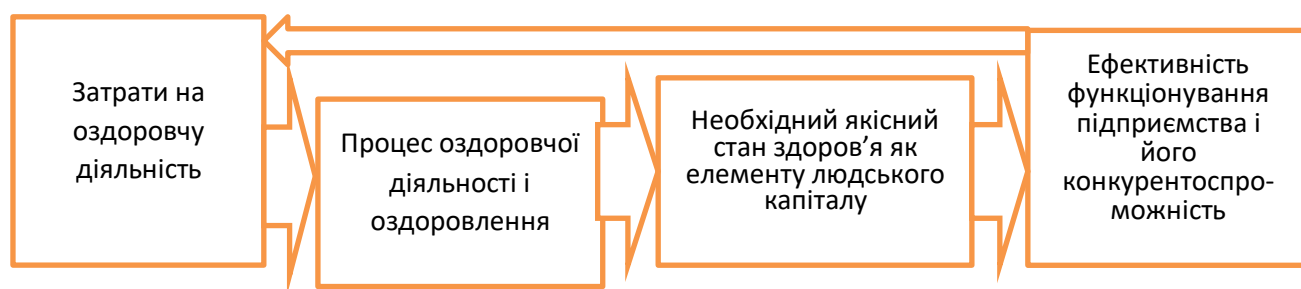 Затрати на
оздоровчу
діяльність
Процес оздоровчої
діяльності і
оздоровлення
Необхідний якісний
стан здоров’я як
елементу людського
капіталу
Ефективність
функціонування
підприємства і
його
конкурентоспро-
можність